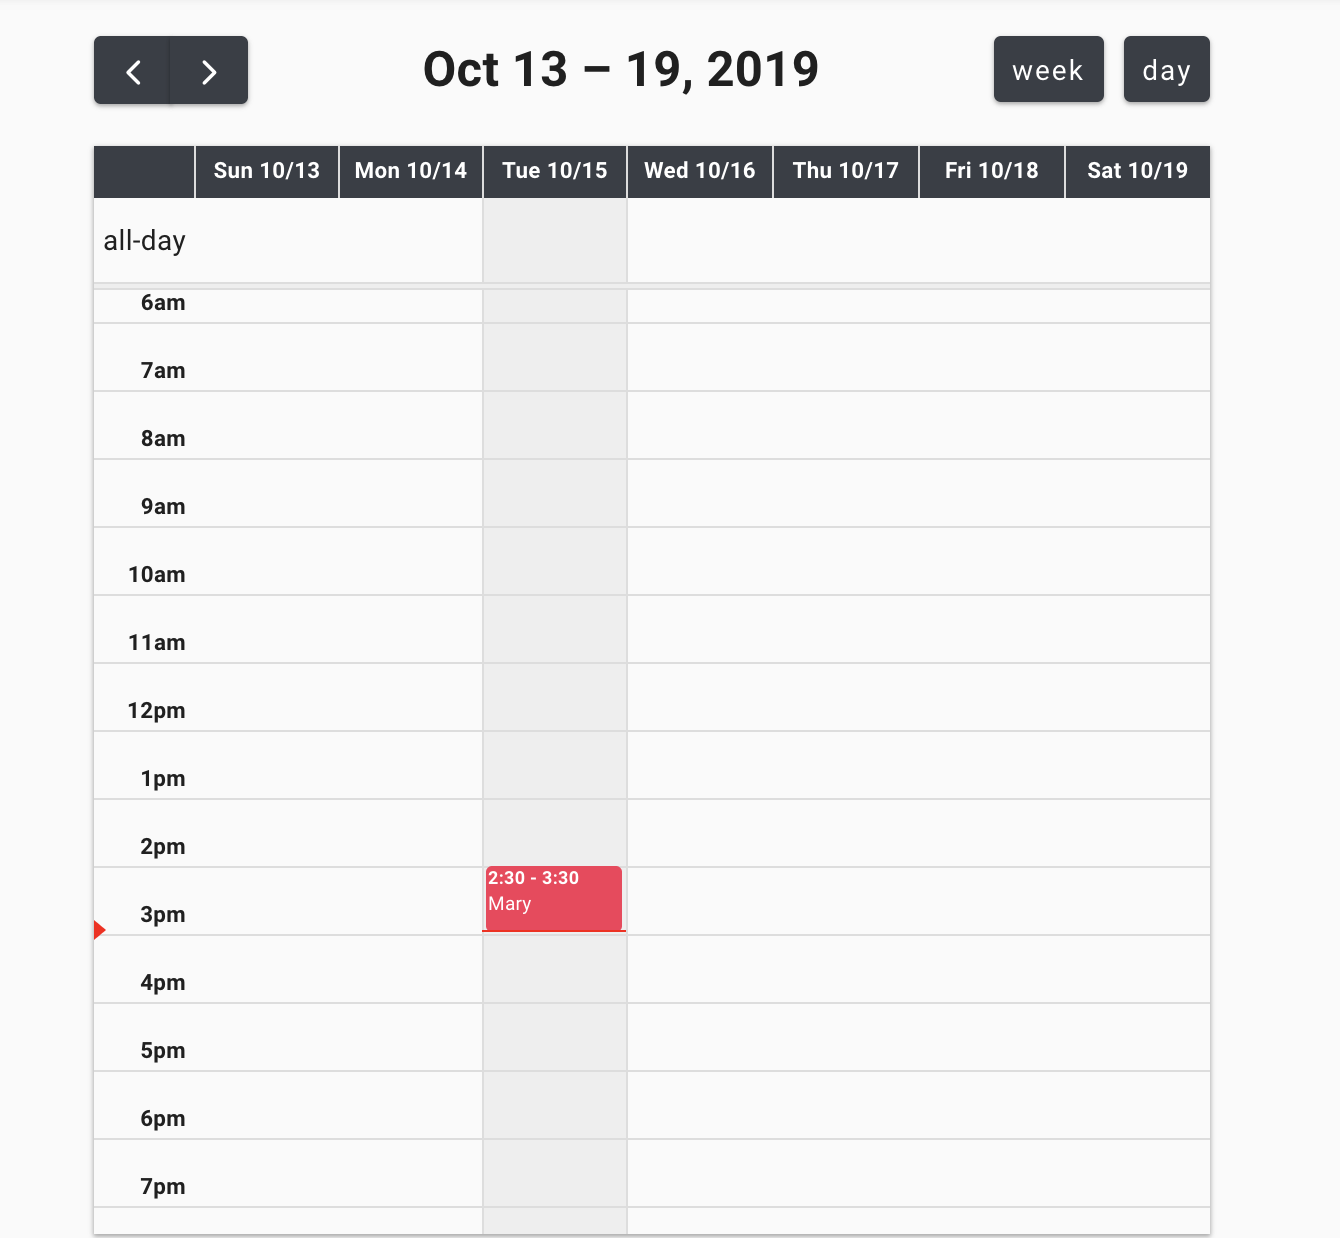 Oct 13 – 19, 2019
week
day
Sun 10/13
Mon 10/14
Tue 10/15
Wed 10/16
Thu 10/17
Fri 10/18
Sat 10/19
all-day
6am
7am
8am
9am
10am
11am
12pm
1pm
2pm
2:30 - 3:30
Mary
3pm
4pm
5pm
6pm
7pm